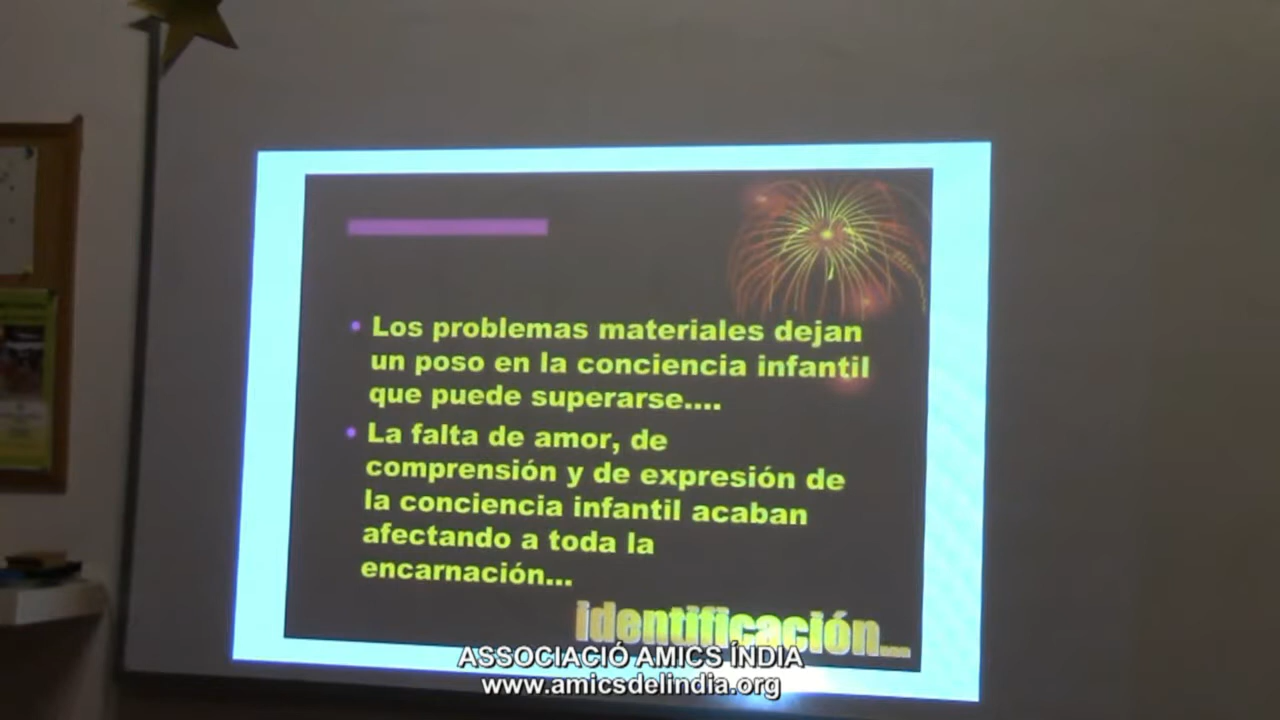 • Los problemas materiales dejan
un poso en la conciencia infantil
que puede superarse....
• La falta de amor, de
comprensión y de expresión de
la conciencia infantil acaban
afectando a toda la
encarnación...
identificación...
ASSOCIACIÓ AMICS ÍNDIA
www.amicsdelindia.org